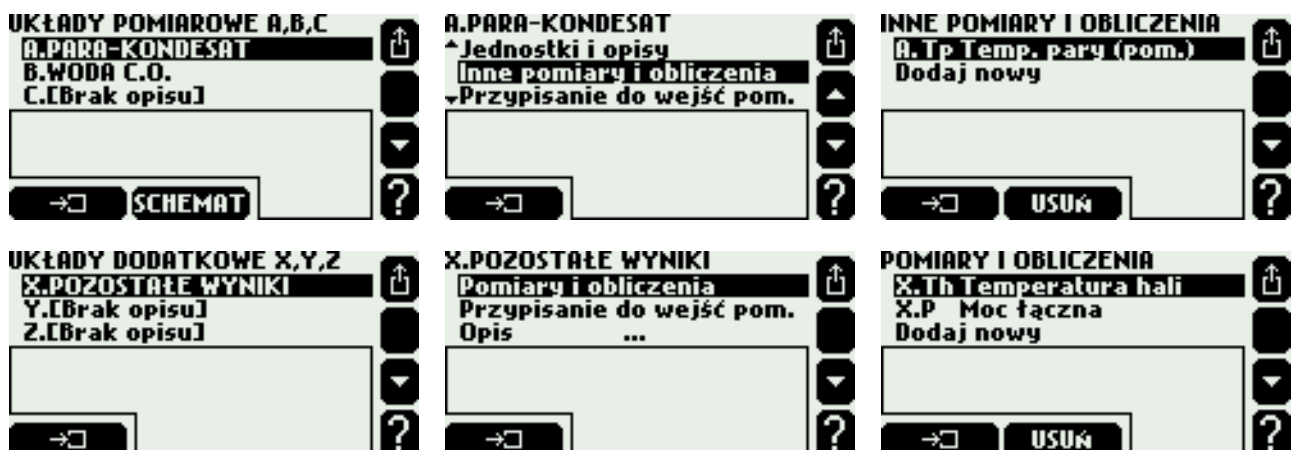 UKŁADY POMIAROWE A,B,C
A.PARA-KONDESAT
B.WODA C.O.
C.[Brak opisu]
SCHEMAT
?
A.PARA-KONDESAT
Jednostki i opisy
Inne pomiary i obliczenia
Przypisanie do wejść pom.
?
INNE POMIARY I OBLICZENIA
A.Tp Temp. pary (pom.)
Dodaj nowy
USUŃ
?
UKŁADY DODATKOWE X,Y,Z
X.POZOSTAŁE WYNIKI
Y.[Brak opisu]
Z.[Brak opisu]
?
X.POZOSTAŁE WYNIKI
Pomiary i obliczenia
Przypisanie do wejść pom.
Opis ...
?
POMIARY I OBLICZENIA
X.Th Temperatura hali
X.P Moc łączna
Dodaj nowy
USUŃ
?